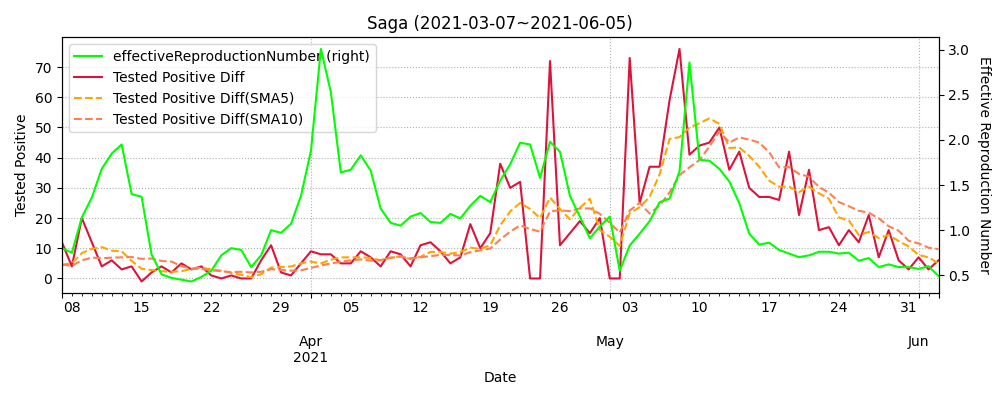 Saga (2021-03-07~2021-06-05)
effectiveReproductionNumber (right)
Tested Positive Diff
Tested Positive Diff(SMA5)
Tested Positive Diff(SMA10)
Tested Positive
70
60
50
40
30
20
10
0
3.0
2.5
2.0
1.5
1.0
0.5
Effective Reproduction Number
08 15 22 29 05 12 19 26 03 10 17 24 31
Apr May Jun
2021
Date